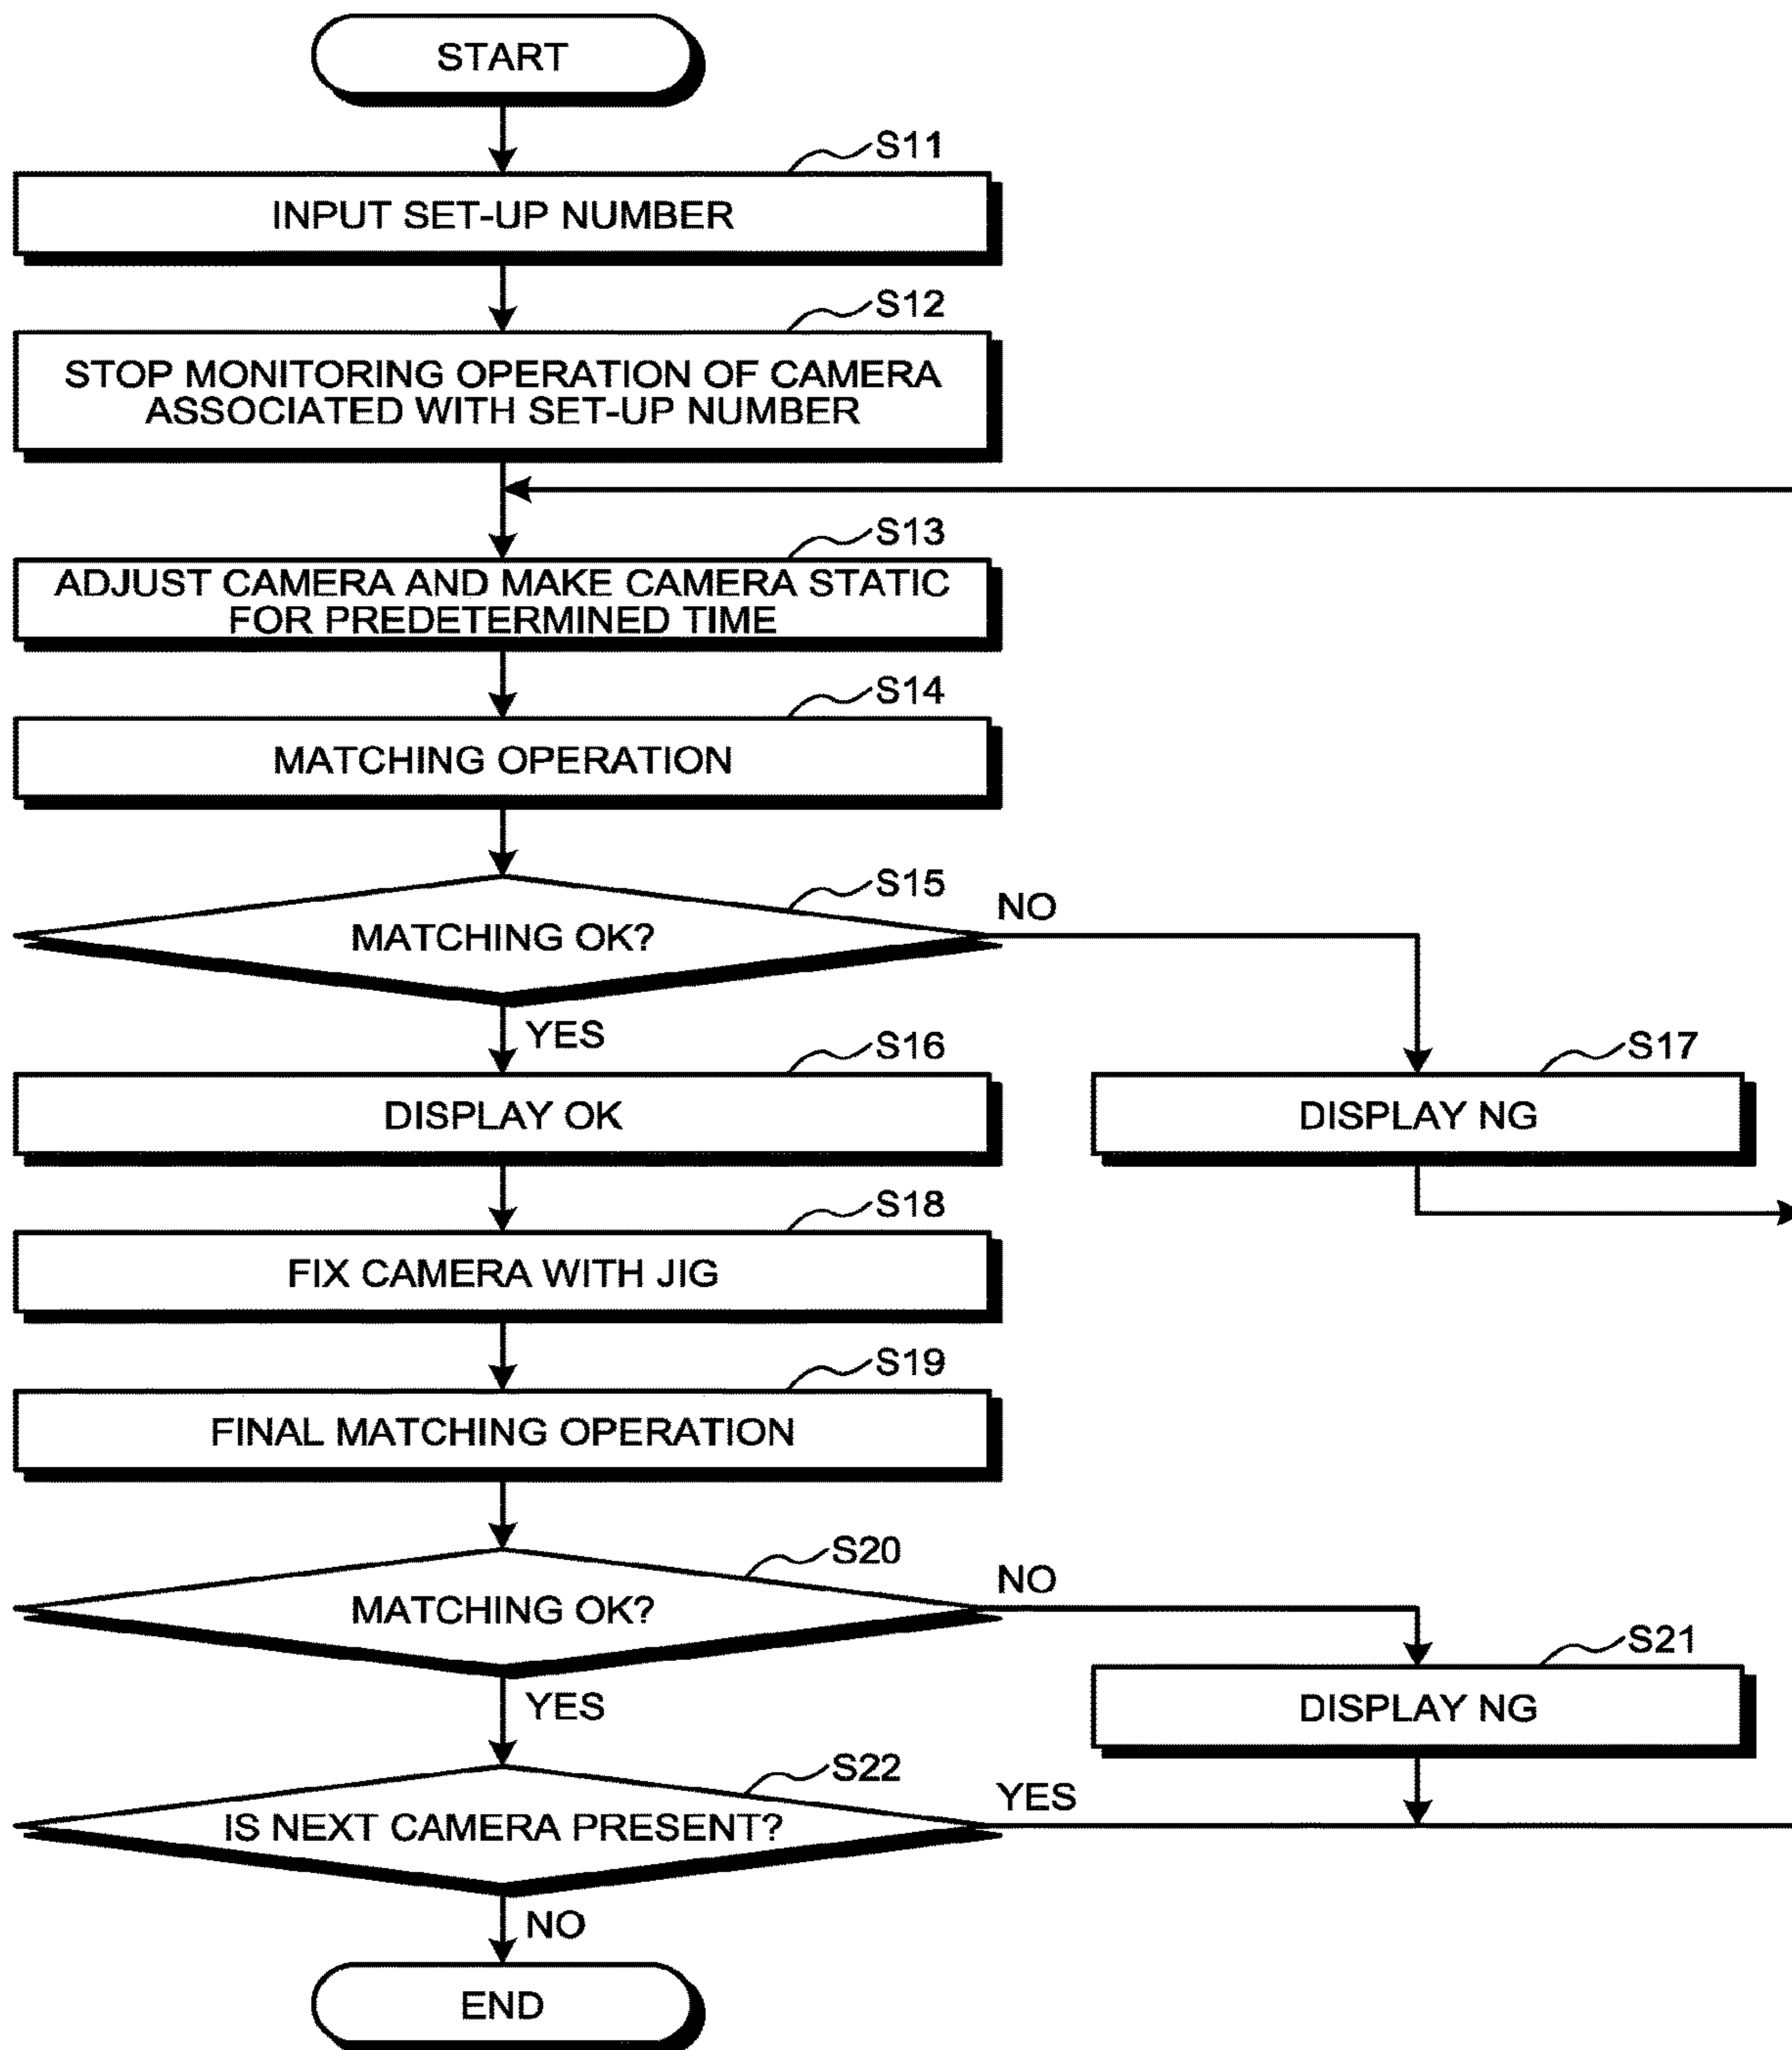 START
S11
INPUT SET-UP NUMBER
S12
STOP MONITORING OPERATION OF CAMERA
ASSOCIATED WITH SET-UP NUMBER
S13
ADJUST CAMERA AND MAKE CAMERA STATIC
FOR PREDETERMINED TIME
S14
MATCHING OPERATION
S15
MATCHING OK?
NO
YES
S16
DISPLAY OK
S17
DISPLAY NG
S18
FIX CAMERA WITH JIG
S19
FINAL MATCHING OPERATION
S20
MATCHING OK?
NO
YES
S21
DISPLAY NG
S22
IS NEXT CAMERA PRESENT?
YES
NO
END